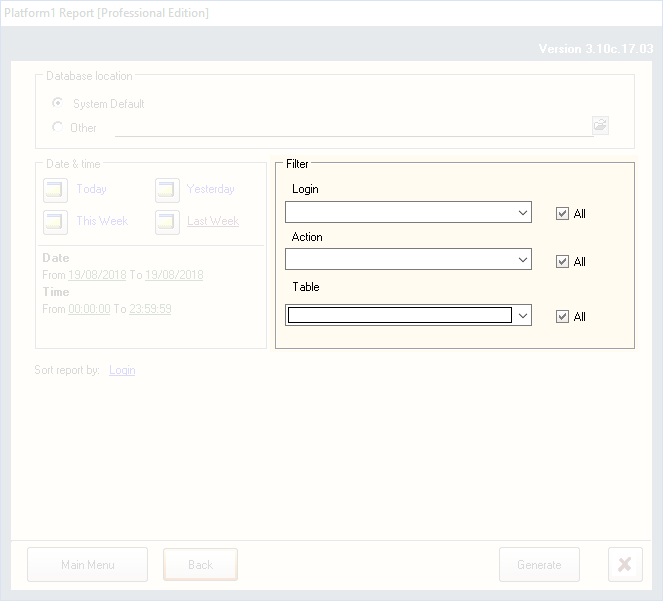 Platform1 Report [Professional Edition]
Version 3.10c.17.03
Database location
System Default
Other
Date & time
Today
Yesterday
This Week
Last Week
Date
From 19/08/2018 To 19/08/2018
Time
From 00:00:00 To 23:59:59
Filter
Login
All
Action
All
Table
All
Sort report by: Login
Main Menu
Back
Generate